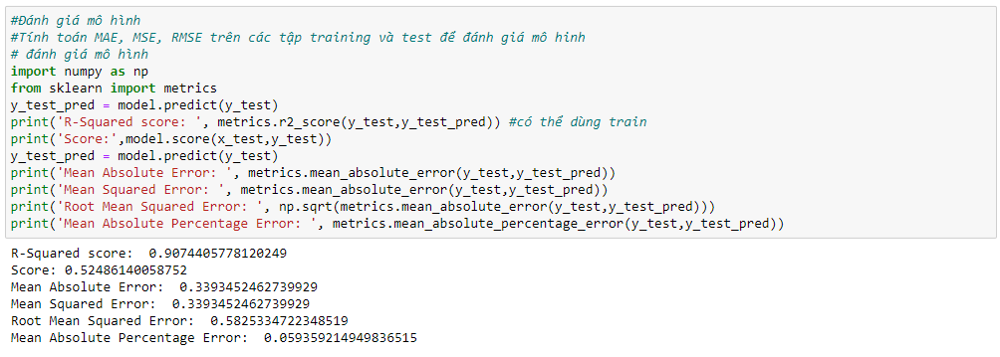 #Đánh giá mô hình
#Tính toán MAE, MSE, RMSE trên các tập training và test để đánh giá mô hình
# đánh giá mô hình
import numpy as np
from sklearn import metrics
y_test_pred = model.predict(y_test)
print('R-Squared score: ', metrics.r2_score(y_test,y_test_pred)) #có thể dùng train
print('Score:',model.score(x_test,y_test))
y_test_pred = model.predict(y_test)
print('Mean Absolute Error: ', metrics.mean_absolute_error(y_test,y_test_pred))
print('Mean Squared Error: ', metrics.mean_absolute_error(y_test,y_test_pred))
print('Root Mean Squared Error: ', np.sqrt(metrics.mean_absolute_error(y_test,y_test_pred)))
print('Mean Absolute Percentage Error: ', metrics.mean_absolute_percentage_error(y_test,y_test_pred))
R-Squared score:  0.9074405778120249
Score: 0.52486140058752
Mean Absolute Error:  0.3393452462739929
Mean Squared Error:  0.3393452462739929
Root Mean Squared Error:  0.5825334722348519
Mean Absolute Percentage Error:  0.059359214949836515